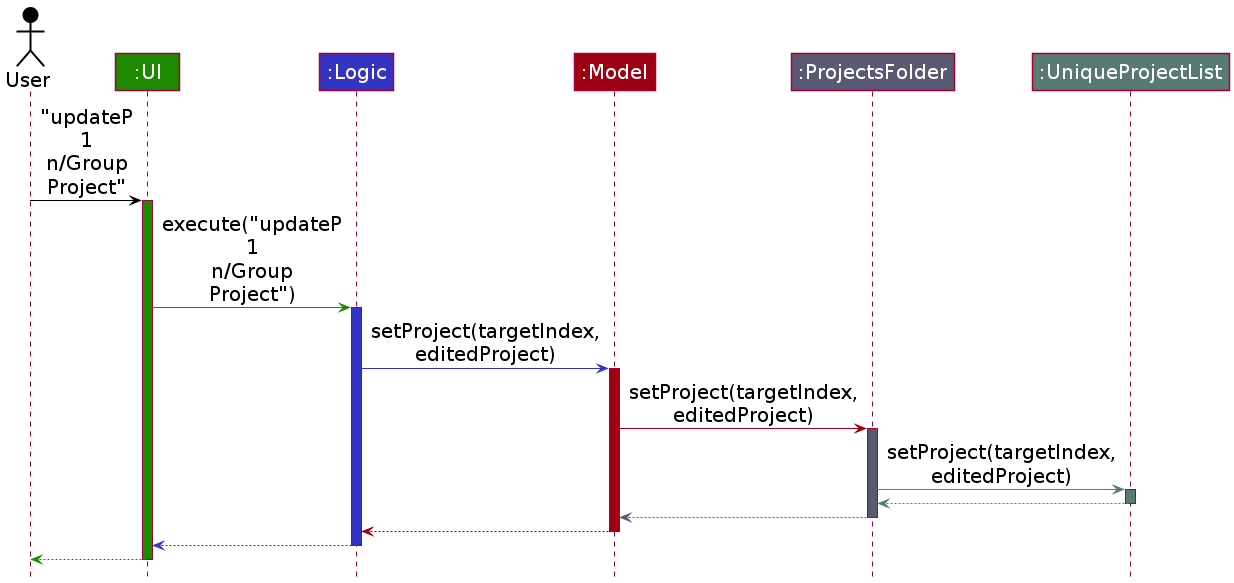 User
:UI
:Logic
:Model
:ProjectsFolder
:UniqueProjectList
"updateP
1
n/Group
Project"
execute("updateP
1
n/Group
Project")
setProject(targetIndex,
editedProject)
setProject(targetIndex,
editedProject)
setProject(targetIndex,
editedProject)